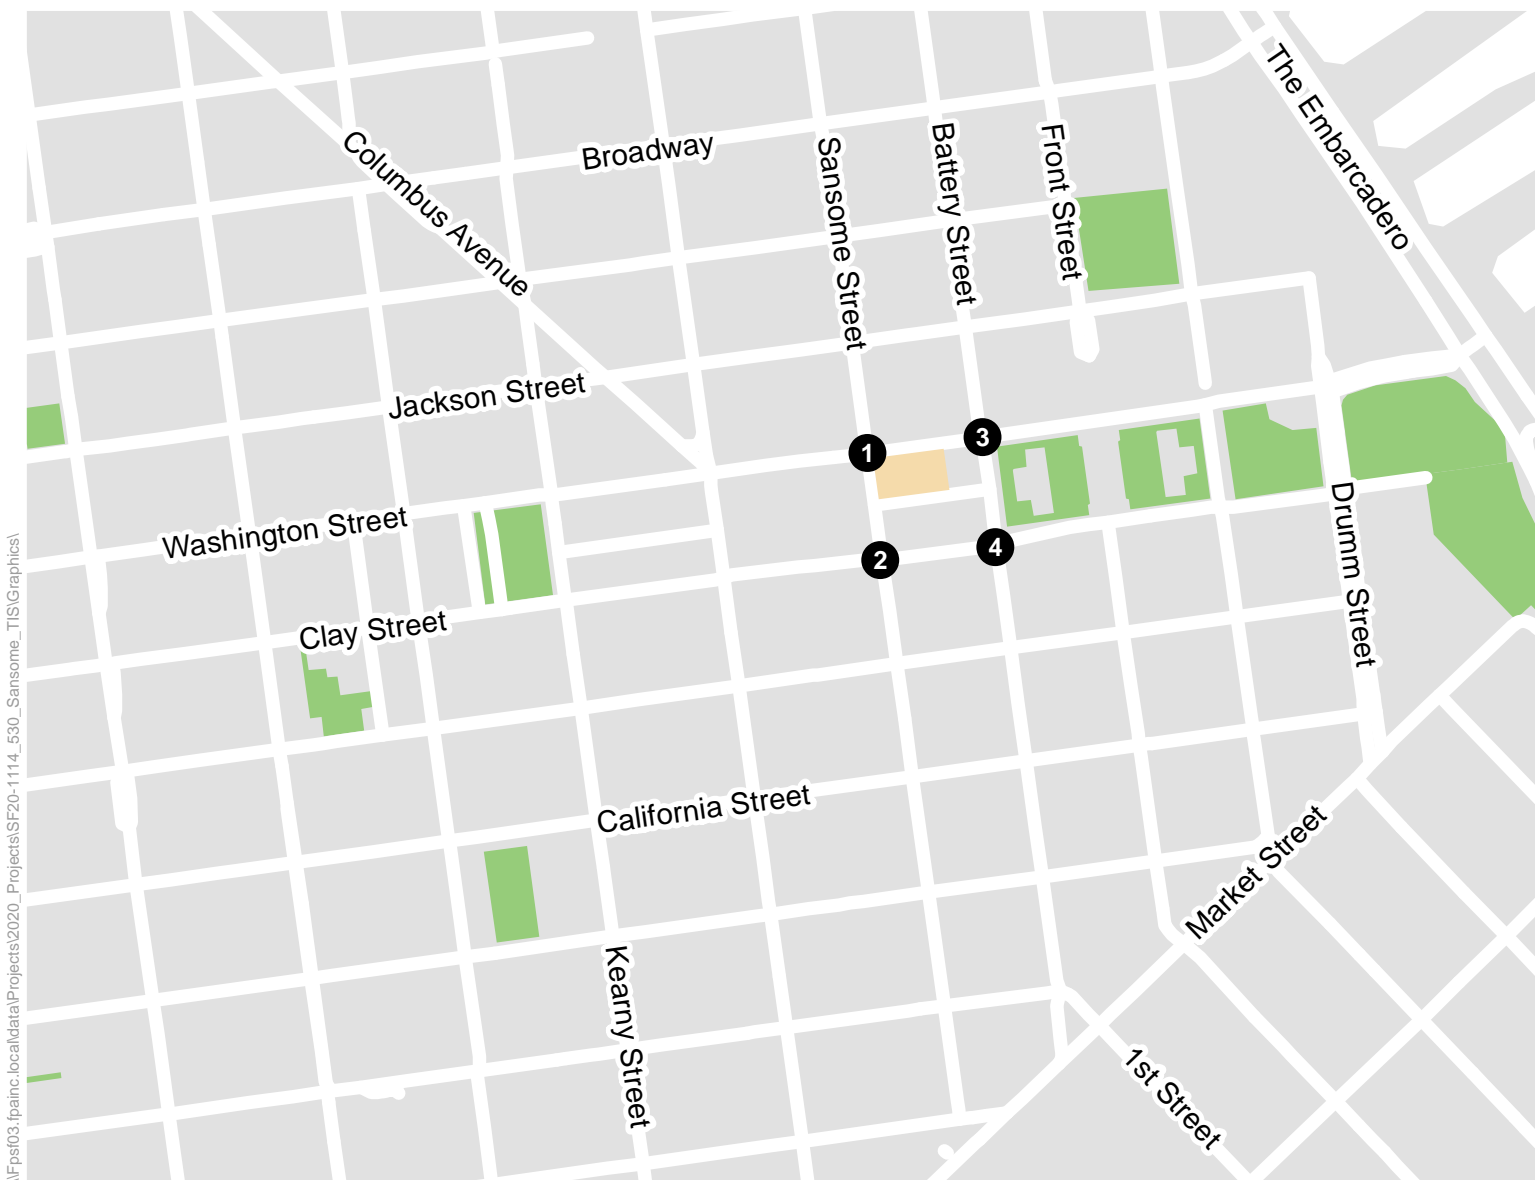 The Embarcadero
Columbus Avenue
Broadway
Sansome Street
Battery Street
Front Street
Jackson Street
1
3
Washington Street
2
4
Drumm Street
Clay Street
California Street
Market Street
Kearny Street
1st Street
\Fpsf03.fpainc.local\data\Projects\2020_Projects\SF20-1114_530_Sansome_TIS\Graphics\